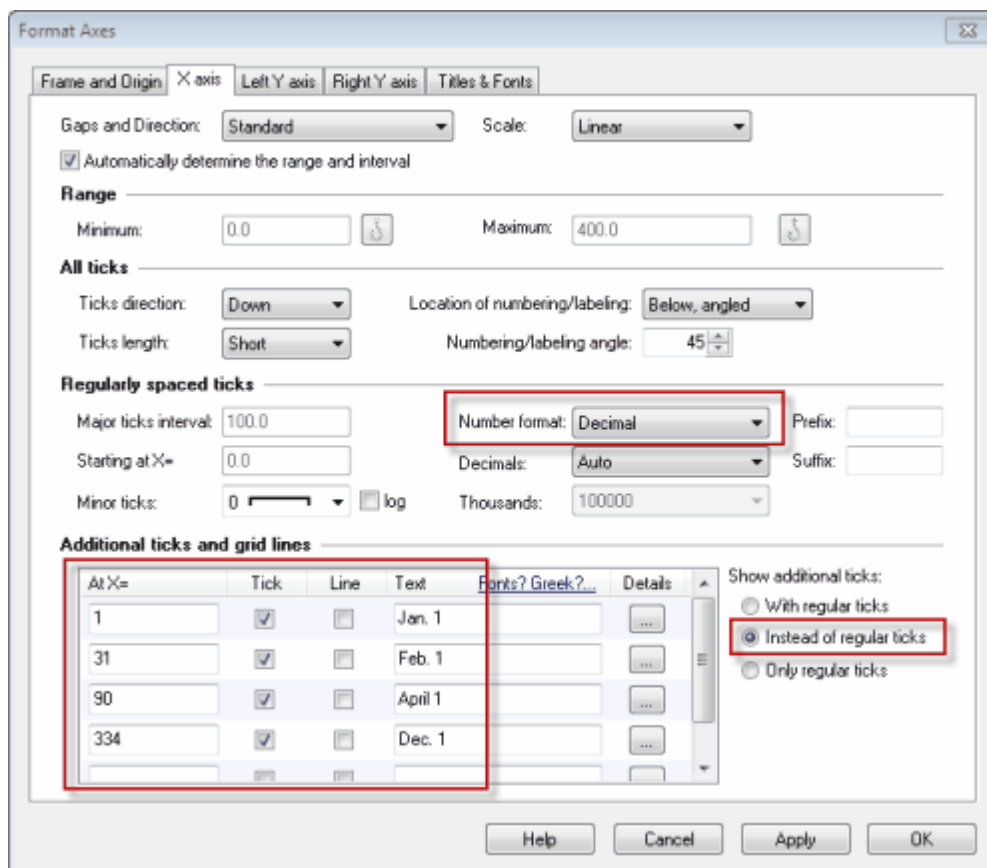 Format Axes
Frame and Origin X axis Left Y axis Right Y axis Titles & Fonts
Gaps and Direction: Standard Scale: Linear
Automatically determine the range and interval
Range
Minimum: 0.0 Maximum: 400.0
All ticks
Ticks direction: Down Location of numbering/labeling: Below, angled
Ticks length: Short Numbering/labeling angle: 45
Regularly spaced ticks
Major ticks interval: 100.0 Number format: Decimal Prefix:
Starting at X= 0.0 Decimals: Auto Suffix:
Minor ticks: 0 log Thousands: 100000
Additional ticks and grid lines
At X= Tick Line Text Fonts? Greek?... Details
Show additional ticks:
1 Jan. 1 ...
With regular ticks
31 Feb. 1 ...
Instead of regular ticks
90 April 1 ...
Only regular ticks
334 Dec. 1 ...
Help Cancel Apply OK